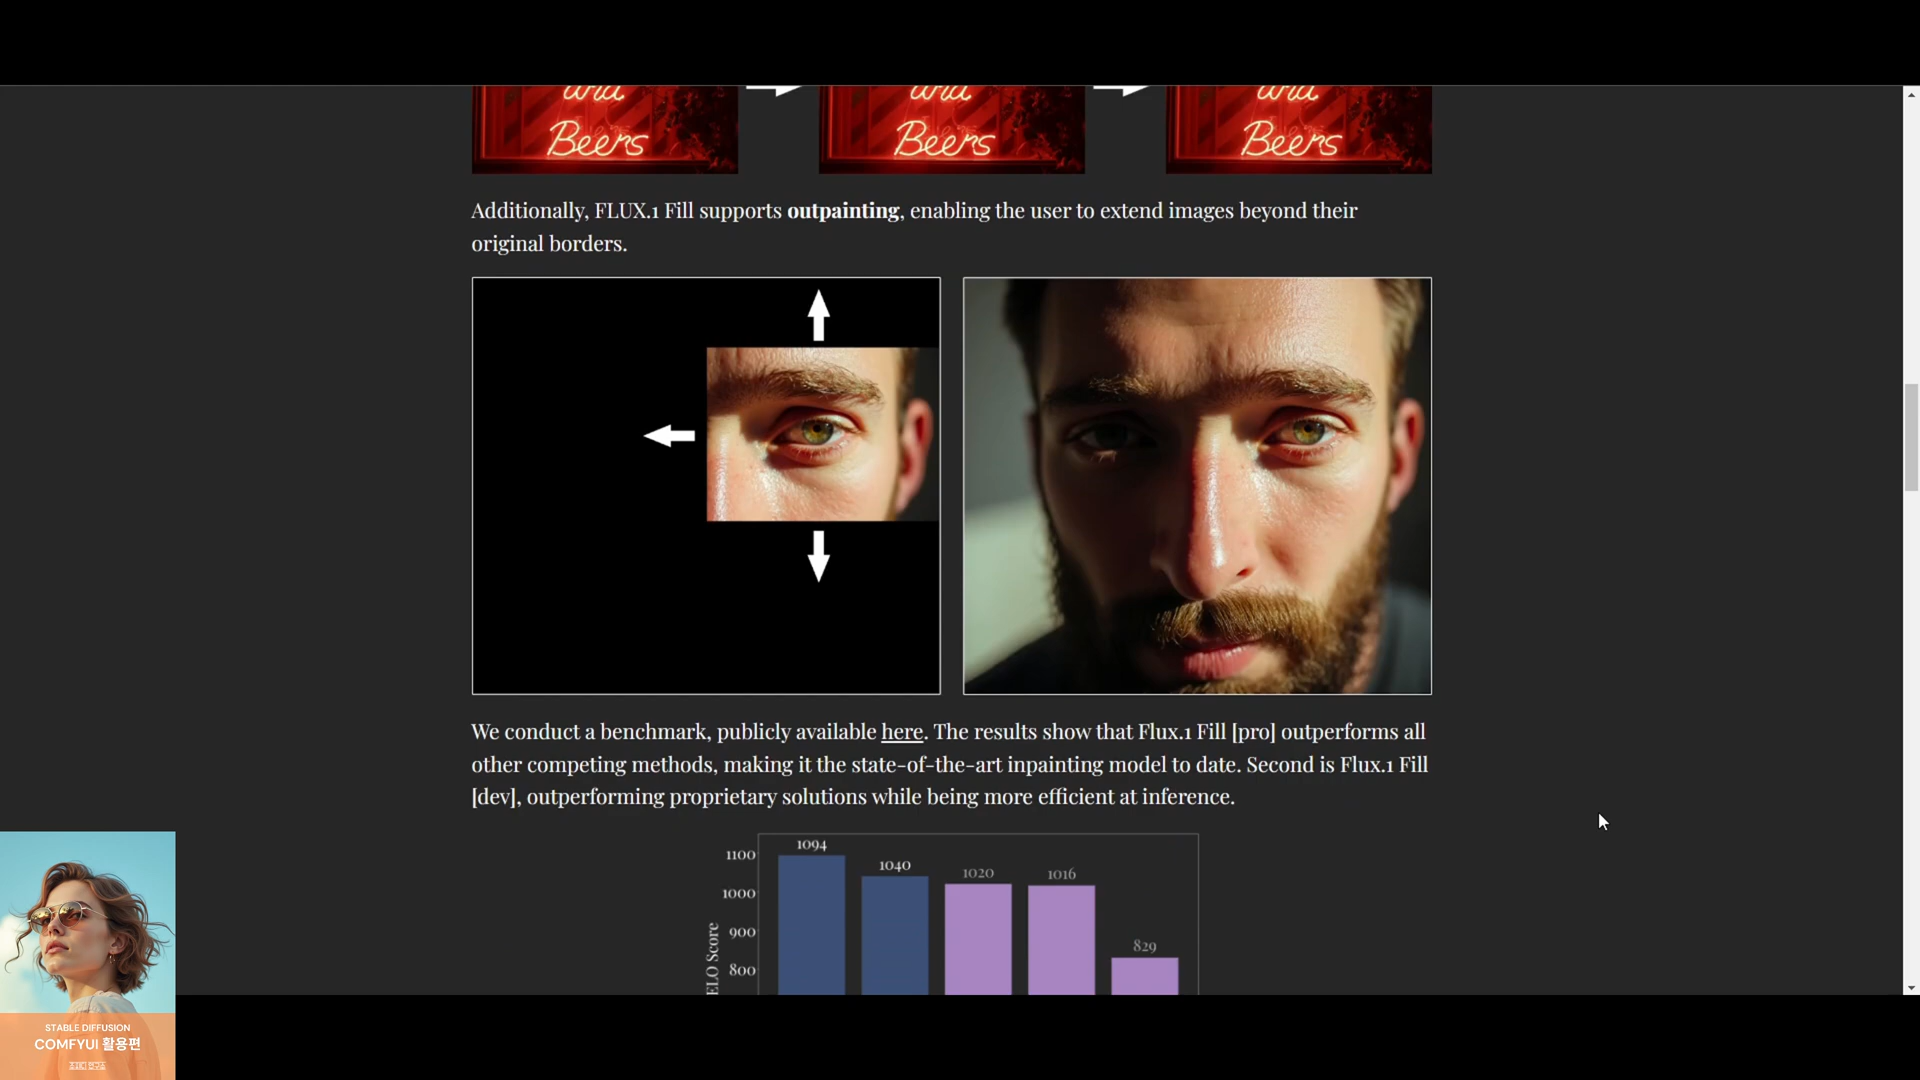 and
Beers
and
Beers
and
Beers
Additionally, FLUX.1 Fill supports outpainting, enabling the user to extend images beyond their
original borders.
We conduct a benchmark, publicly available here. The results show that Flux.1 Fill [pro] outperforms all
other competing methods, making it the state-of-the-art inpainting model to date. Second is Flux.1 Fill
[dev], outperforming proprietary solutions while being more efficient at inference.
1094
1040
1020
1016
829
1100
1000
900
800
ELO Score
STABLE DIFFUSION
COMFYUI 활용편